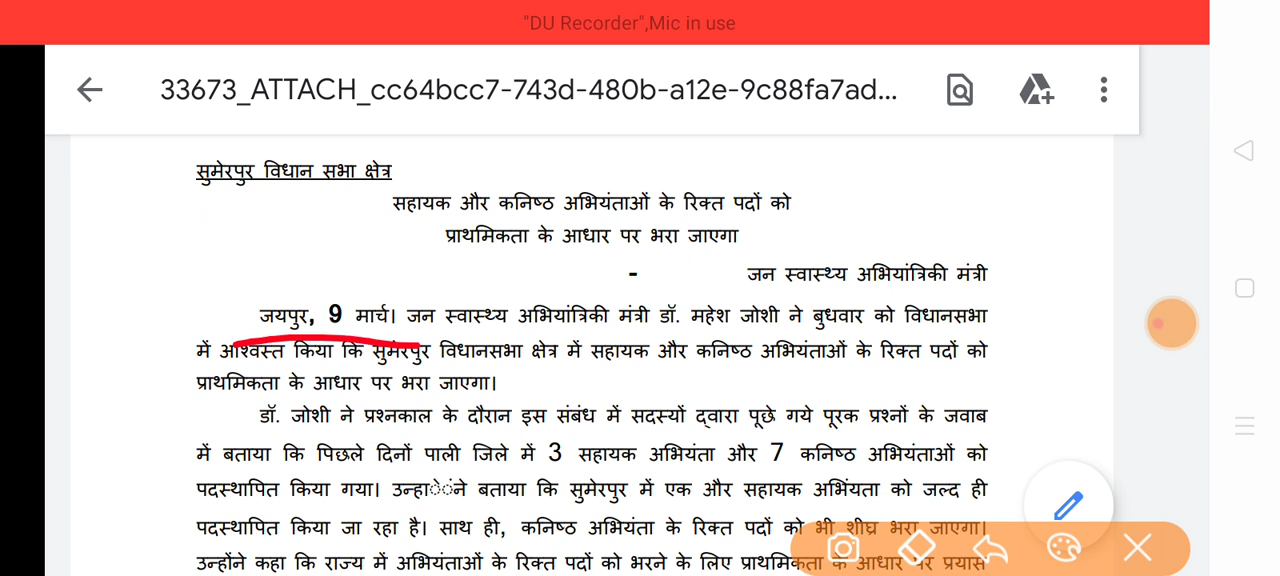 "DU Recorder",Mic in use
33673_ATTACH_cc64bcc7-743d-480b-a12e-9c88fa7ad...
सुमेरपुर विधान सभा क्षेत्र
सहायक और कनिष्ठ अभियंताओं के रिक्त पदों को
प्राथमिकता के आधार पर भरा जाएगा
- जन स्वास्थ्य अभियांत्रिकी मंत्री
जयपुर, 9 मार्च। जन स्वास्थ्य अभियांत्रिकी मंत्री डॉ. महेश जोशी ने बुधवार को विधानसभा
में आश्वस्त किया कि सुमेरपुर विधानसभा क्षेत्र में सहायक और कनिष्ठ अभियंताओं के रिक्त पदों को
प्राथमिकता के आधार पर भरा जाएगा।
डॉ. जोशी ने प्रश्नकाल के दौरान इस संबंध में सदस्यों द्वारा पूछे गये पूरक प्रश्नों के जवाब
में बताया कि पिछले दिनों पाली जिले में 3 सहायक अभियंता और 7 कनिष्ठ अभियंताओं को
पदस्थापित किया गया। उन्हाेंने बताया कि सुमेरपुर में एक और सहायक अभिंयता को जल्द ही
पदस्थापित किया जा रहा है। साथ ही, कनिष्ठ अभियंता के रिक्त पदों को भी शीघ्र भरा जाएगा।
उन्होंने कहा कि राज्य में अभियंताओं के रिक्त पदों को भरने के लिए प्राथमिकता के आधार पर प्रयास